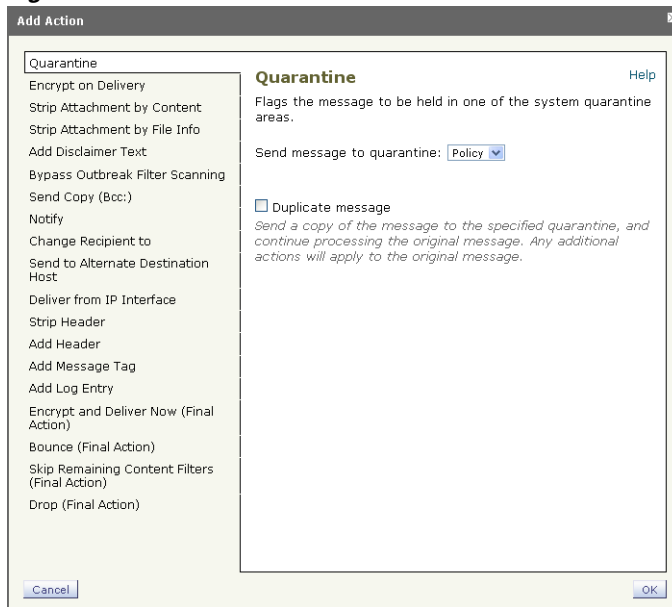 Add Action
Quarantine
Encrypt on Delivery
Strip Attachment by Content
Strip Attachment by File Info
Add Disclaimer Text
Bypass Outbreak Filter Scanning
Send Copy (Bcc:)
Notify
Change Recipient to
Send to Alternate Destination
Host
Deliver from IP Interface
Strip Header
Add Header
Add Message Tag
Add Log Entry
Encrypt and Deliver Now (Final
Action)
Bounce (Final Action)
Skip Remaining Content Filters
(Final Action)
Drop (Final Action)
Quarantine
Help
Flags the message to be held in one of the system quarantine
areas.
Send message to quarantine: Policy
Duplicate message
Send a copy of the message to the specified quarantine, and
continue processing the original message. Any additional
actions will apply to the original message.
Cancel
OK